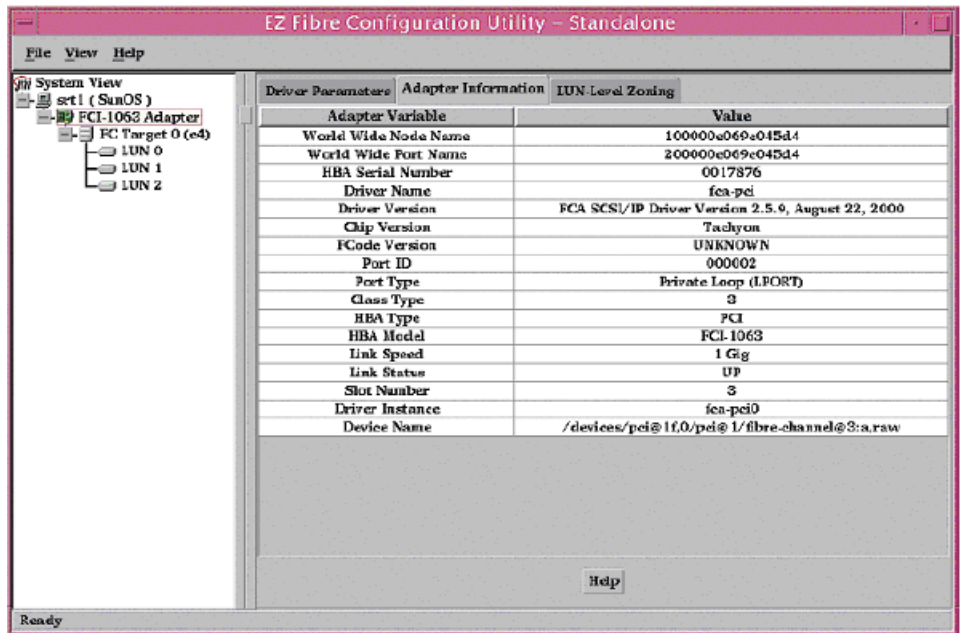 EZ Fibre Configuration Utility – Standalone
File View Help
System View
srt1 ( SunOS )
FCI-1063 Adapter
FC Target 0 (e4)
LUN 0
LUN 1
LUN 2
Driver Parameters Adapter Information LUN-Level Zoning
Adapter Variable Value
World Wide Node Name 100000e069c045d4
World Wide Port Name 200000e069c045d4
HBA Serial Number 0017876
Driver Name fca-pci
Driver Version FCA SCSI/IP Driver Version 2.5.9, August 22, 2000
Chip Version Tachyon
FCode Version UNKNOWN
Port ID 000002
Port Type Private Loop (LPORT)
Class Type 3
HBA Type PCI
HBA Model FCI-1063
Link Speed 1 Gig
Link Status UP
Slot Number 3
Driver Instance fca-pci0
Device Name /devices/pci@1f,0/pci@1/fibre-channel@3:a,raw
Help
Ready